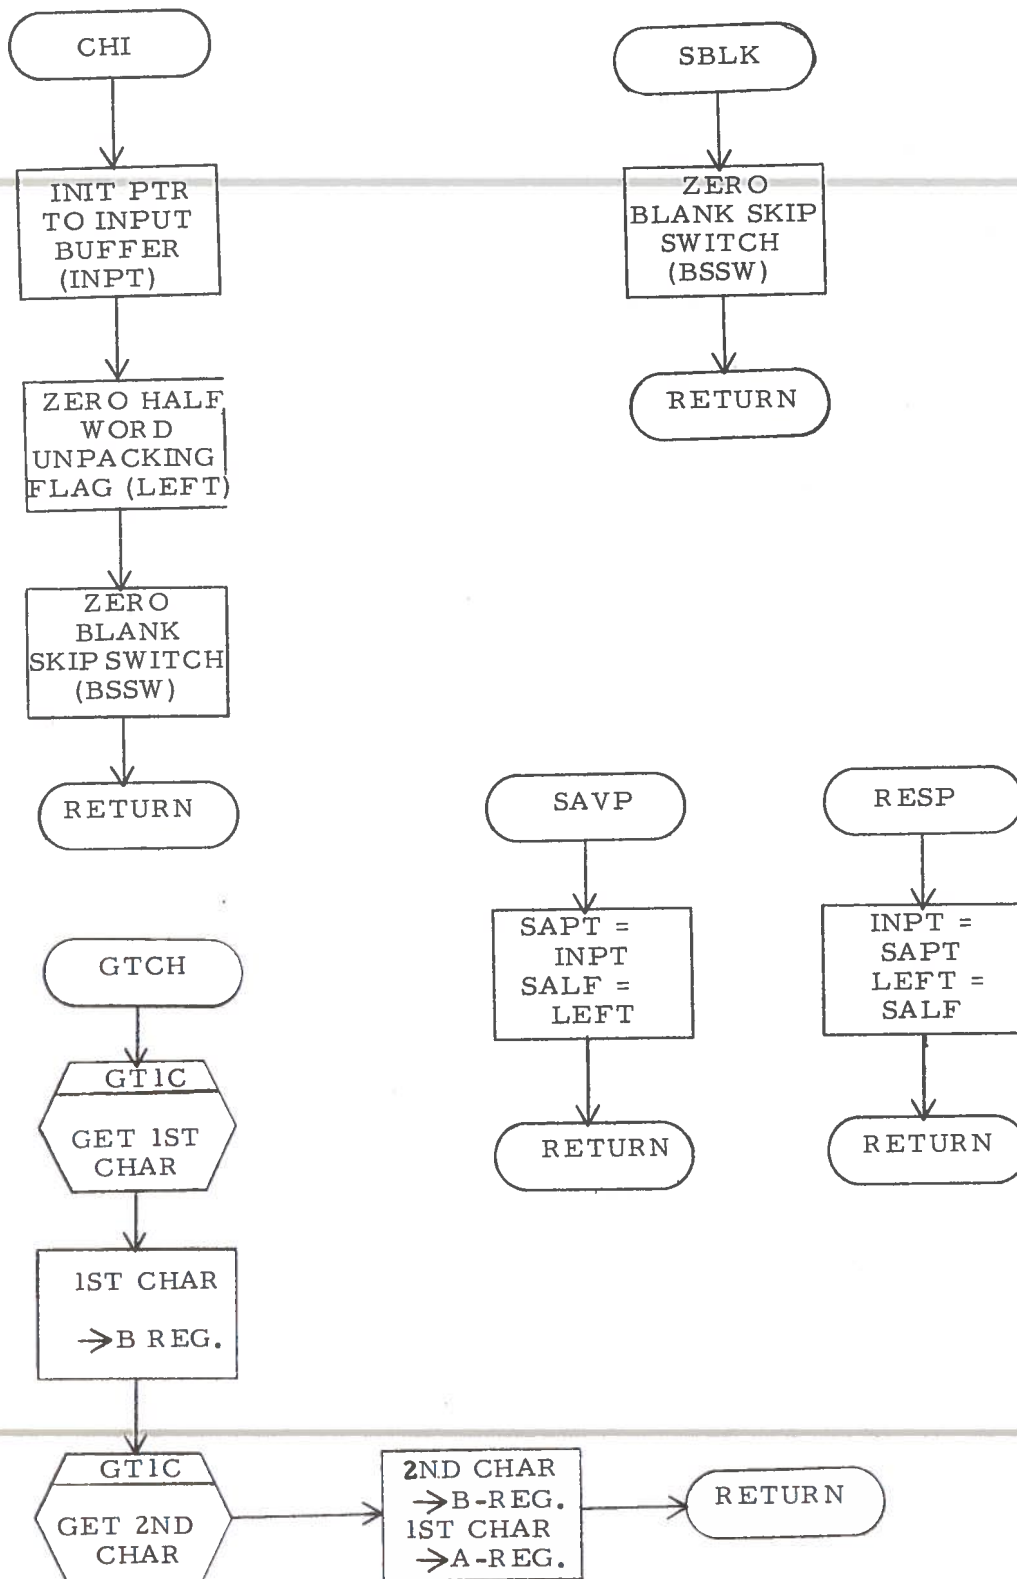 CHI
INIT PTR
TO INPUT
BUFFER
(INPT)
ZERO HALF
WORD
UNPACKING
FLAG (LEFT)
ZERO
BLANK
SKIP SWITCH
(BSSW)
RETURN
SBLK
ZERO
BLANK SKIP
SWITCH
(BSSW)
RETURN
SAVP
SAPT =
INPT
SALF =
LEFT
RETURN
RESP
INPT =
SAPT
LEFT =
SALF
RETURN
GTCH
GT1C
GET 1ST
CHAR
1ST CHAR
→B REG.
GT1C
GET 2ND
CHAR
2ND CHAR
→B-REG.
1ST CHAR
→A-REG.
RETURN